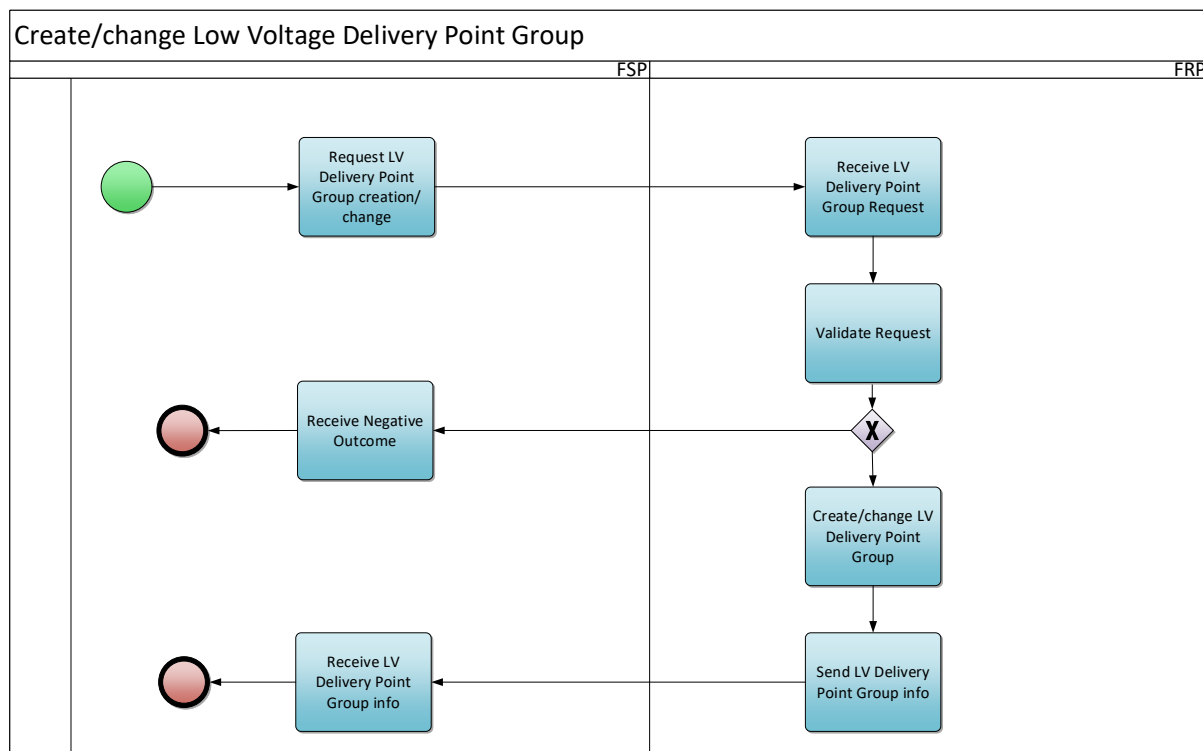 Create/change Low Voltage Delivery Point Group
FSP
FRP
Request LV
Delivery Point
Group creation/
change
Receive LV
Delivery Point
Group Request
Validate Request
Receive Negative
Outcome
X
Create/change LV
Delivery Point
Group
Receive LV
Delivery Point
Group info
Send LV Delivery
Point Group info